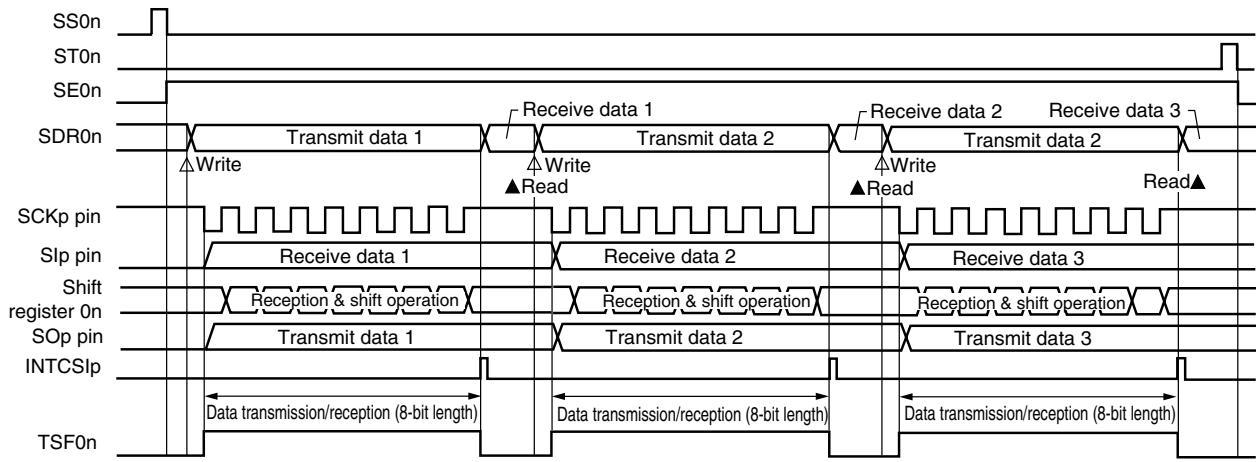 SS0n
ST0n
SE0n
Receive data 1
Receive data 2
Receive data 3
SDR0n
Transmit data 1
Transmit data 2
Transmit data 2
△Write
△Write
△Write
▲Read
▲Read
Read▲
SCKp pin
SIp pin
Receive data 1
Receive data 2
Receive data 3
Shift
register 0n
Reception & shift operation
Reception & shift operation
Reception & shift operation
SOp pin
Transmit data 1
Transmit data 2
Transmit data 3
INTCSIp
Data transmission/reception (8-bit length)
Data transmission/reception (8-bit length)
Data transmission/reception (8-bit length)
TSF0n